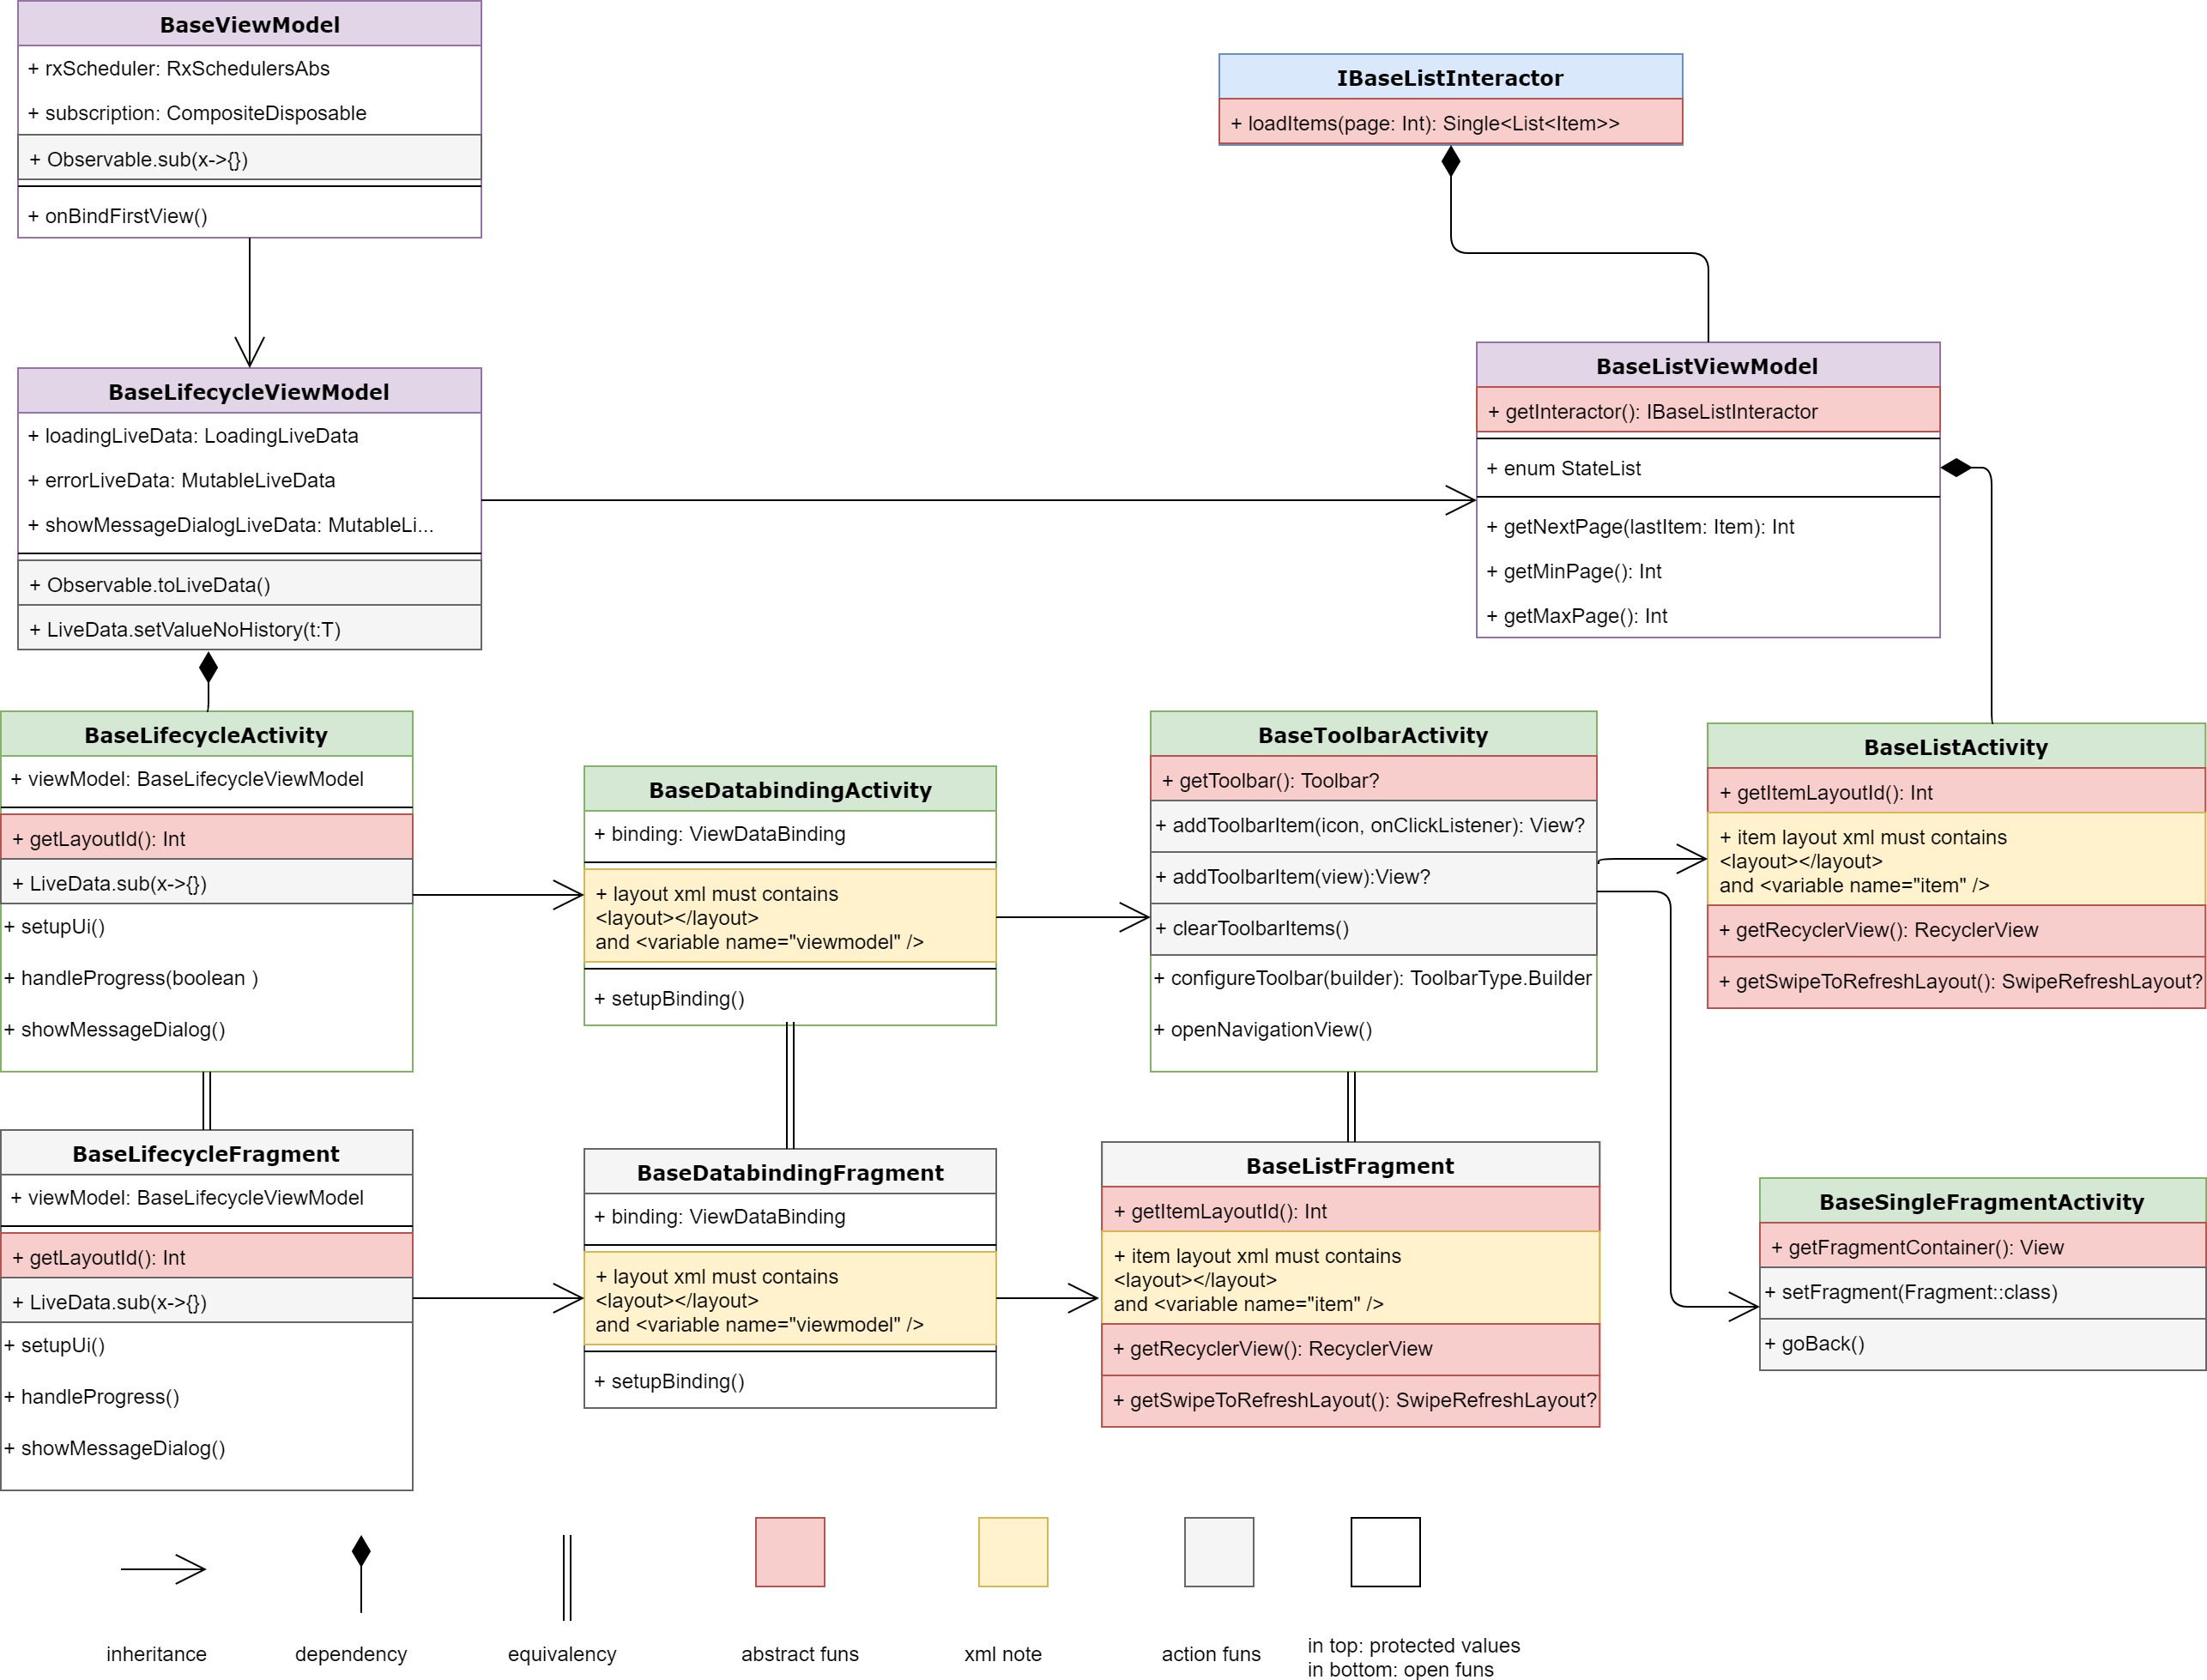 BaseViewModel
+ rxScheduler: RxSchedulersAbs
+ subscription: CompositeDisposable
+ Observable.sub(x->{})
+ onBindFirstView()
IBaseListInteractor
+ loadItems(page: Int): Single<List<Item>>
BaseLifecycleViewModel
+ loadingLiveData: LoadingLiveData
+ errorLiveData: MutableLiveData
+ showMessageDialogLiveData: MutableLi...
+ Observable.toLiveData()
+ LiveData.setValueNoHistory(t:T)
BaseListViewModel
+ getInteractor(): IBaseListInteractor
+ enum StateList
+ getNextPage(lastItem: Item): Int
+ getMinPage(): Int
+ getMaxPage(): Int
BaseLifecycleActivity
+ viewModel: BaseLifecycleViewModel
+ getLayoutId(): Int
+ LiveData.sub(x->{})
+ setupUi()
+ handleProgress(boolean )
+ showMessageDialog()
BaseDatabindingActivity
+ binding: ViewDataBinding
+ layout xml must contains
<layout></layout>
and <variable name="viewmodel" />
+ setupBinding()
BaseToolbarActivity
+ getToolbar(): Toolbar?
+ addToolbarItem(icon, onClickListener): View?
+ addToolbarItem(view):View?
+ clearToolbarItems()
+ configureToolbar(builder): ToolbarType.Builder
+ openNavigationView()
BaseListActivity
+ getItemLayoutId(): Int
+ item layout xml must contains
<layout></layout>
and <variable name="item" />
+ getRecyclerView(): RecyclerView
+ getSwipeToRefreshLayout(): SwipeRefreshLayout?
BaseLifecycleFragment
+ viewModel: BaseLifecycleViewModel
+ getLayoutId(): Int
+ LiveData.sub(x->{})
+ setupUi()
+ handleProgress()
+ showMessageDialog()
BaseDatabindingFragment
+ binding: ViewDataBinding
+ layout xml must contains
<layout></layout>
and <variable name="viewmodel" />
+ setupBinding()
BaseListFragment
+ getItemLayoutId(): Int
+ item layout xml must contains
<layout></layout>
and <variable name="item" />
+ getRecyclerView(): RecyclerView
+ getSwipeToRefreshLayout(): SwipeRefreshLayout?
BaseSingleFragmentActivity
+ getFragmentContainer(): View
+ setFragment(Fragment::class)
+ goBack()
inheritance
dependency
equivalency
abstract funs
xml note
action funs
in top: protected values
in bottom: open funs